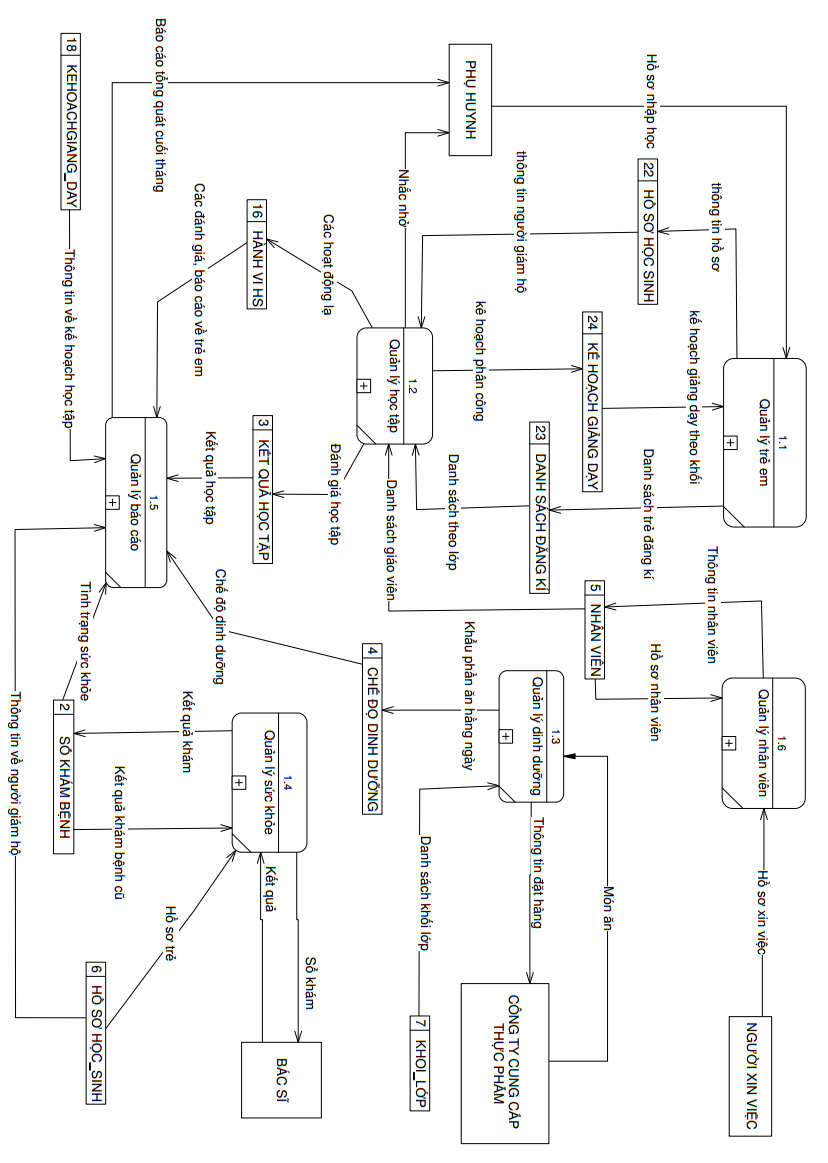 Hồ sơ nhập học
PHỤ HUYNH
Báo cáo tổng quát cuối tháng
18 KEHOACHGIANG_DAY
Nhắc nhở
thông tin người giám hộ
22 HỒ SƠ HỌC SINH
thông tin hồ sơ
1.1
Quản lý trẻ em
Các đánh giá, báo cáo về trẻ em
16 HÀNH VI HS
Các hoạt động lạ
Thông tin về kế hoạch học tập
1.2
Quản lý học tập
kê hoạch phân công
24 KẾ HOẠCH GIẢNG DẠY
kế hoạch giảng dạy theo khối
1.5
Quản lý báo cáo
Kết quả học tập
3 KẾT QUẢ HỌC TẬP
Đánh giá học tập
Danh sách giáo viên
Danh sách theo lớp
23 DANH SÁCH ĐĂNG KÍ
Danh sách trẻ đăng kí
Thông tin nhân viên
5 NHÂN VIÊN
Hồ sơ nhân viên
1.6
Quản lý nhân viên
Hồ sơ xin việc
NGƯỜI XIN VIỆC
Tình trạng sức khỏe
Chế độ dinh dưỡng
4 CHẾ ĐỘ DINH DƯỠNG
Khẩu phần ăn hàng ngày
1.3
Quản lý dinh dưỡng
Thông tin đặt hàng
Món ăn
Danh sách khối lớp
7 KHOI_LỚP
CÔNG TY CUNG CẤP
THỰC PHẨM
2 SỔ KHÁM BỆNH
Kết quả khám
Kết quả khám bệnh cũ
1.4
Quản lý sức khỏe
Kết quả
Sổ khám
BÁC SĨ
Hồ sơ trẻ
6 HỒ SƠ HỌC_SINH
Thông tin về người giám hộ